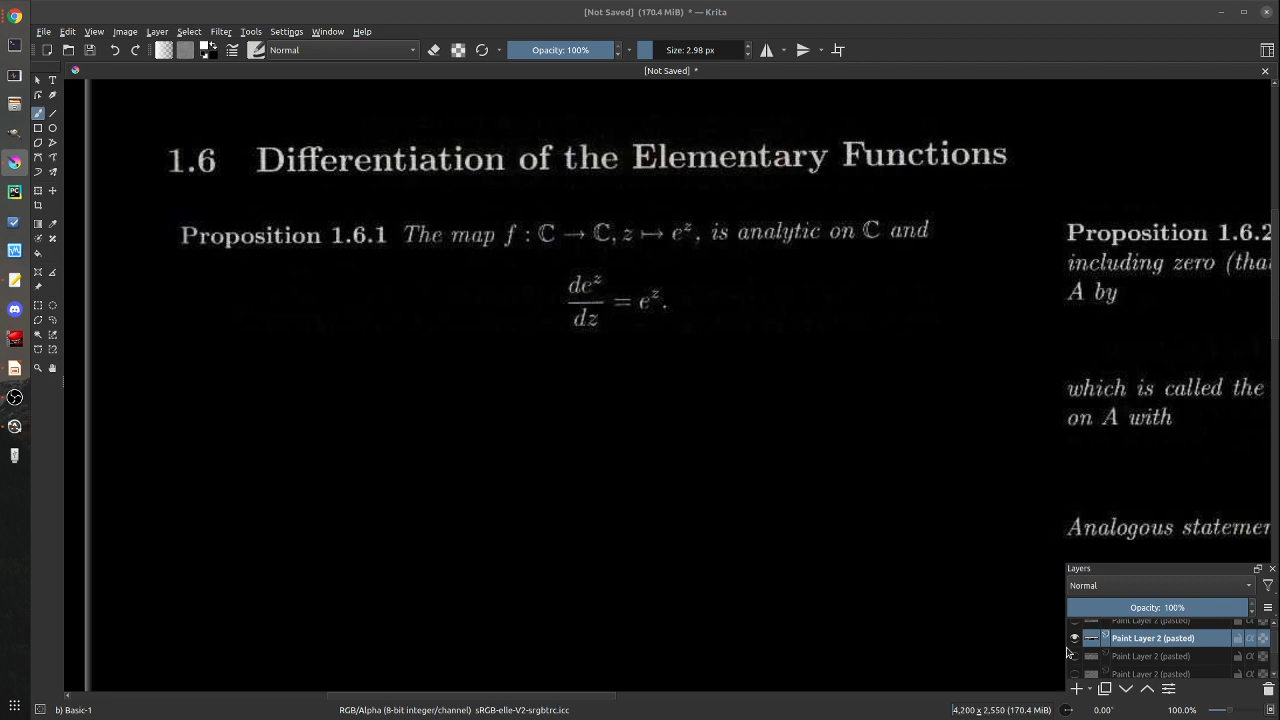 [Not Saved] (170.4 MiB) * — Krita
File Edit View Image Layer Select Filter Tools Settings Window Help
Normal
Opacity: 100%
Size: 2.98 px
[Not Saved] *
1.6 Differentiation of the Elementary Functions
Proposition 1.6.1 The map f : ℂ → ℂ, z ↦ e^z, is analytic on ℂ and
de^z/dz = e^z.
Proposition 1.6.2
including zero (tha
A by
which is called the
on A with
Analogous statemer
Layers
Normal
Opacity: 100%
Paint Layer 2 (pasted)
Paint Layer 2 (pasted)
Paint Layer 2 (pasted)
Paint Layer 2 (pasted)
b) Basic-1
RGB/Alpha (8-bit integer/channel) sRGB-elle-V2-srgbtrc.icc
4,200 x 2,550 (170.4 MiB)
0.00°
100.0%